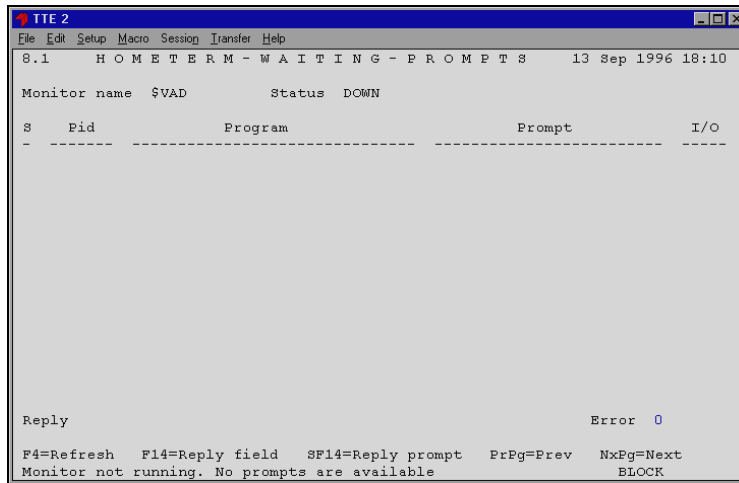 TTE 2
File Edit Setup Macro Session Transfer Help
8.1 H O M E T E R M - W A I T I N G - P R O M P T S 13 Sep 1996 18:10
Monitor name $VAD Status DOWN
S Pid Program Prompt I/O
- ------- ------------------------------- ------------------------- -----
Reply Error 0
F4=Refresh F14=Reply field SF14=Reply prompt PrPg=Prev NxPg=Next
Monitor not running. No prompts are available BLOCK